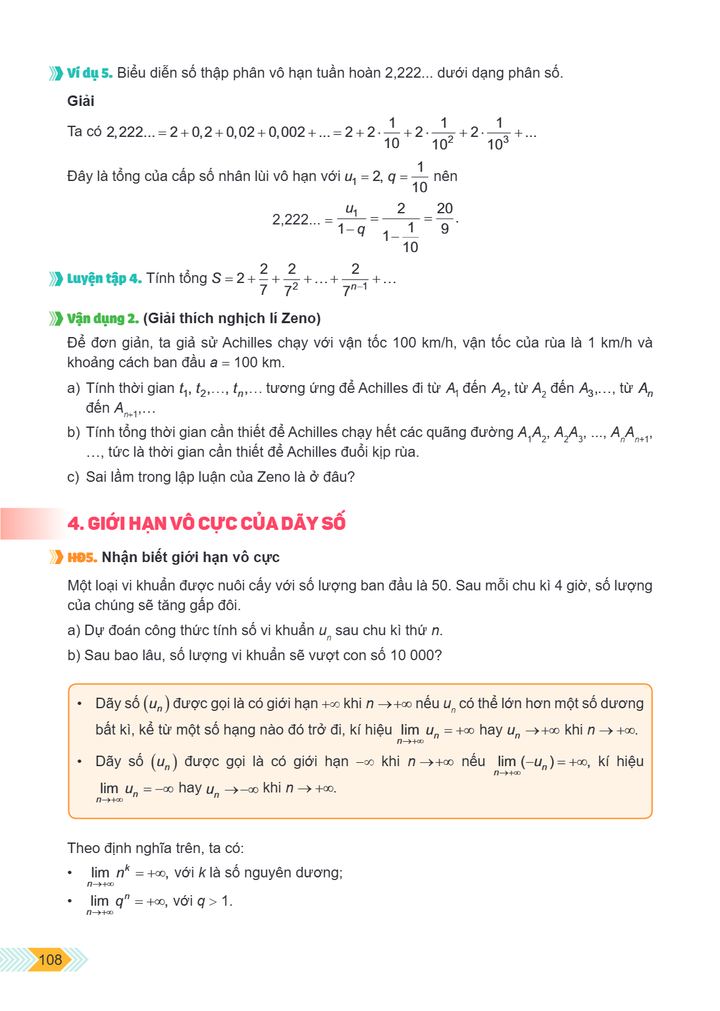 Ví dụ 5. Biểu diễn số thập phân vô hạn tuần hoàn 2,222... dưới dạng phân số.
Giải
Ta có 2,222... = 2 + 0,2 + 0,02 + 0,002 + ... = 2 + 2 · 1/10 + 2 · 1/10² + 2 · 1/10³ + ...
Đây là tổng của cấp số nhân lùi vô hạn với u₁ = 2, q = 1/10 nên
2,222... = u₁/(1 − q) = 2/(1 − 1/10) = 20/9.
Luyện tập 4. Tính tổng S = 2 + 2/7 + 2/7² + … + 2/7ⁿ⁻¹ + …
Vận dụng 2. (Giải thích nghịch lí Zeno)
Để đơn giản, ta giả sử Achilles chạy với vận tốc 100 km/h, vận tốc của rùa là 1 km/h và
khoảng cách ban đầu a = 100 km.
a) Tính thời gian t₁, t₂,…, tₙ,… tương ứng để Achilles đi từ A₁ đến A₂, từ A₂ đến A₃,…, từ Aₙ
đến Aₙ₊₁,…
b) Tính tổng thời gian cần thiết để Achilles chạy hết các quãng đường A₁A₂, A₂A₃, ..., AₙAₙ₊₁,
…, tức là thời gian cần thiết để Achilles đuổi kịp rùa.
c) Sai lầm trong lập luận của Zeno là ở đâu?
4. GIỚI HẠN VÔ CỰC CỦA DÃY SỐ
HĐ5. Nhận biết giới hạn vô cực
Một loại vi khuẩn được nuôi cấy với số lượng ban đầu là 50. Sau mỗi chu kì 4 giờ, số lượng
của chúng sẽ tăng gấp đôi.
a) Dự đoán công thức tính số vi khuẩn uₙ sau chu kì thứ n.
b) Sau bao lâu, số lượng vi khuẩn sẽ vượt con số 10 000?
• Dãy số (uₙ) được gọi là có giới hạn +∞ khi n → +∞ nếu uₙ có thể lớn hơn một số dương
bất kì, kể từ một số hạng nào đó trở đi, kí hiệu lim n→+∞ uₙ = +∞ hay uₙ → +∞ khi n → +∞.
• Dãy số (uₙ) được gọi là có giới hạn −∞ khi n → +∞ nếu lim n→+∞ (−uₙ) = +∞, kí hiệu
lim n→+∞ uₙ = −∞ hay uₙ → −∞ khi n → +∞.
Theo định nghĩa trên, ta có:
• lim n→+∞ nᵏ = +∞, với k là số nguyên dương;
• lim n→+∞ qⁿ = +∞, với q > 1.
108